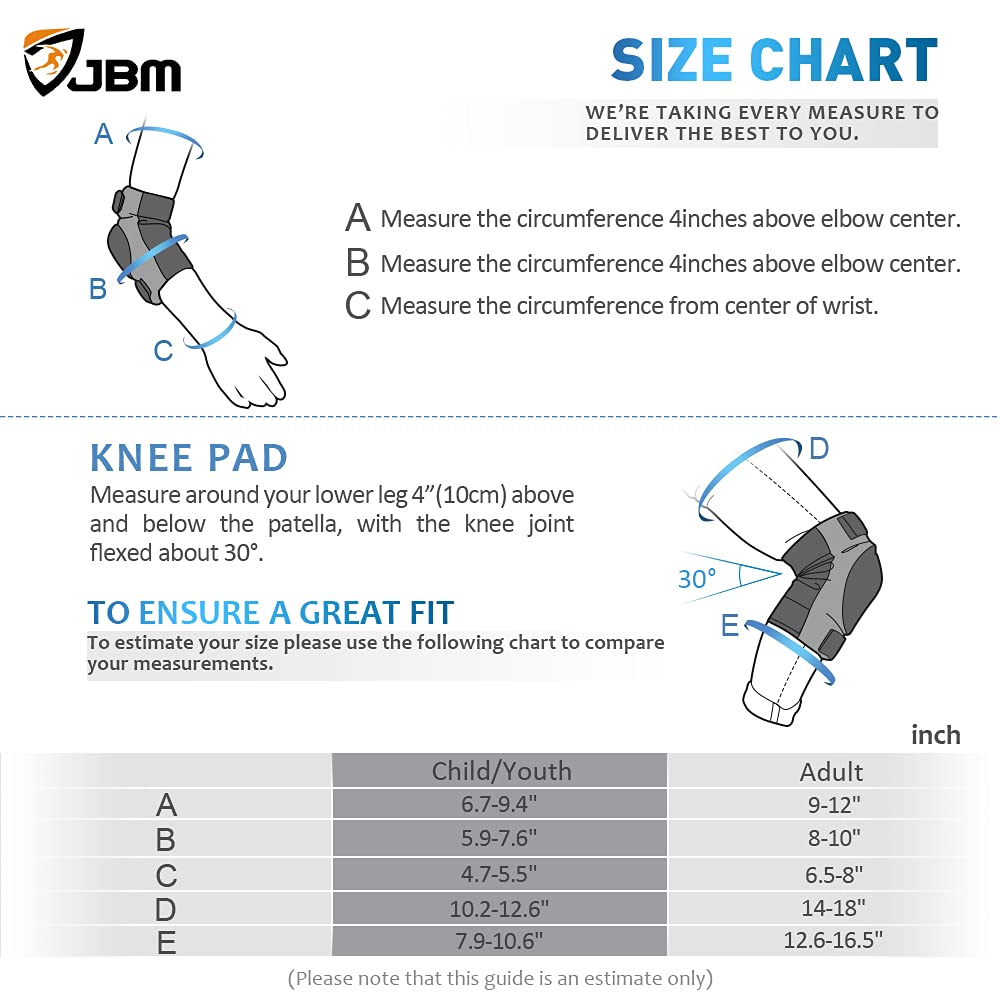 JBM
SIZE CHART
WE'RE TAKING EVERY MEASURE TO
DELIVER THE BEST TO YOU.
A
B
C
A Measure the circumference 4inches above elbow center.
B Measure the circumference 4inches above elbow center.
C Measure the circumference from center of wrist.
KNEE PAD
Measure around your lower leg 4”(10cm) above
and below the patella, with the knee joint
flexed about 30°.
D
30°
E
TO ENSURE A GREAT FIT
To estimate your size please use the following chart to compare
your measurements.
inch
Child/Youth Adult
A 6.7-9.4" 9-12"
B 5.9-7.6" 8-10"
C 4.7-5.5" 6.5-8"
D 10.2-12.6" 14-18"
E 7.9-10.6" 12.6-16.5"
(Please note that this guide is an estimate only)